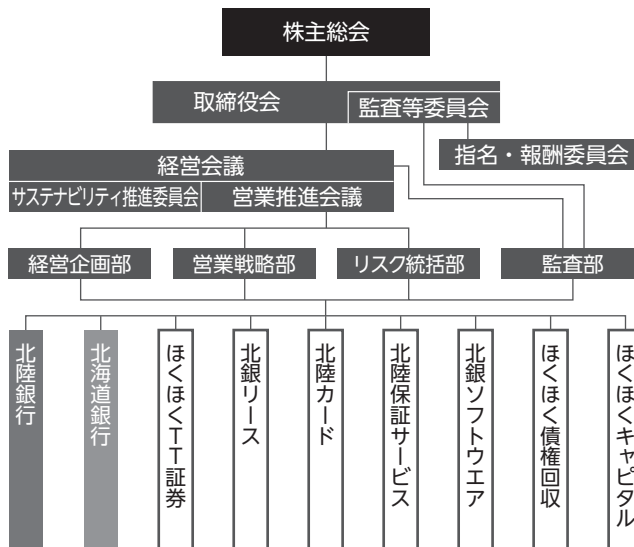 株主総会
取締役会
監査等委員会
指名・報酬委員会
経営会議
サステナビリティ推進委員会
営業推進会議
経営企画部
営業戦略部
リスク統括部
監査部
北陸銀行
北海道銀行
ほくほくTT証券
北銀リース
北陸カード
北陸保証サービス
北銀ソフトウエア
ほくほく債権回収
ほくほくキャピタル